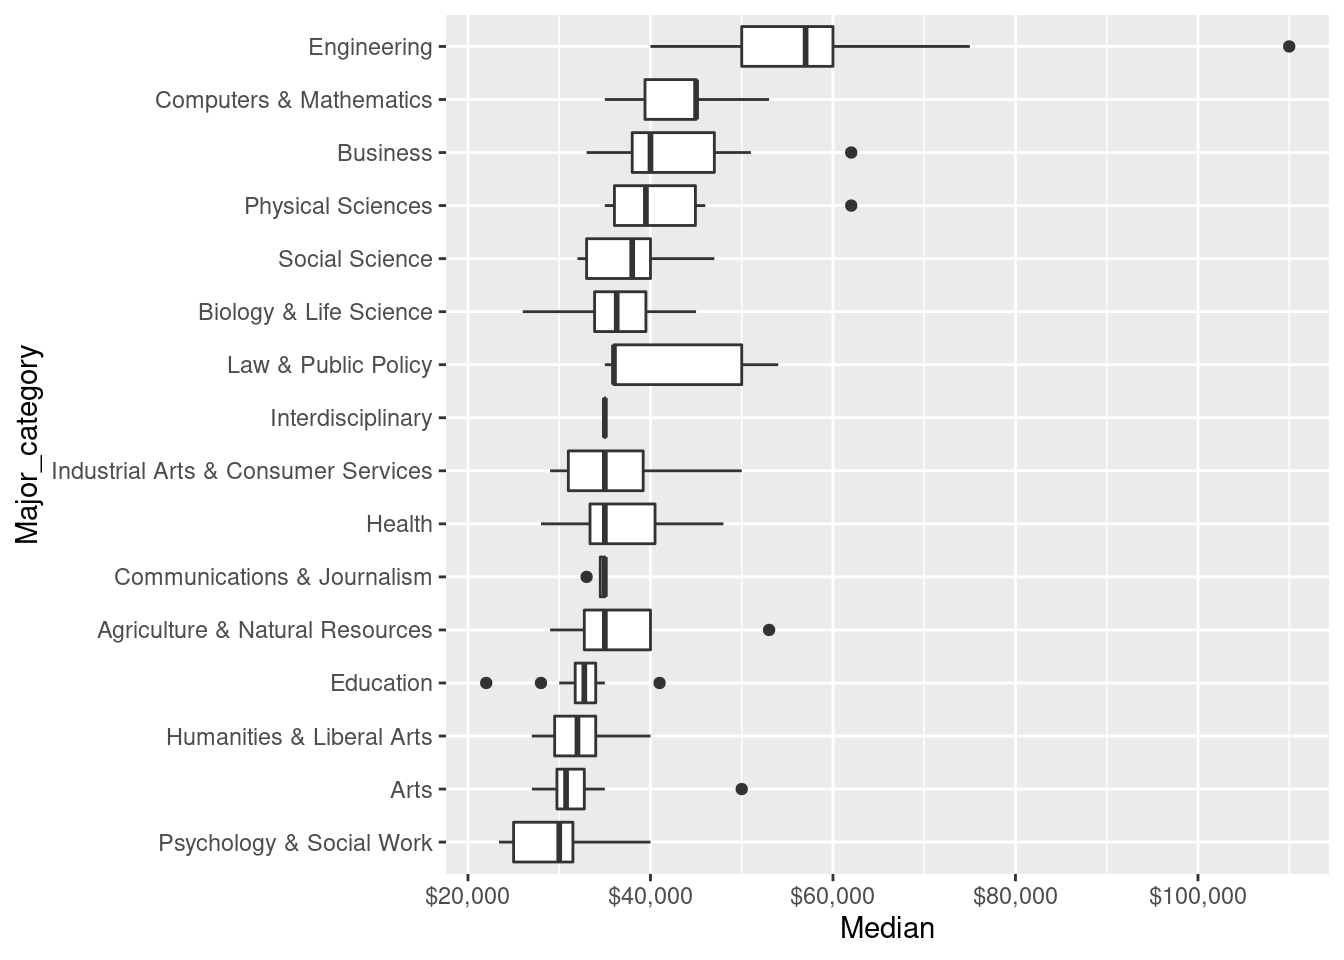 Major_category
Engineering
Computers & Mathematics
Business
Physical Sciences
Social Science
Biology & Life Science
Law & Public Policy
Interdisciplinary
Industrial Arts & Consumer Services
Health
Communications & Journalism
Agriculture & Natural Resources
Education
Humanities & Liberal Arts
Arts
Psychology & Social Work
$20,000 $40,000 $60,000 $80,000 $100,000
Median